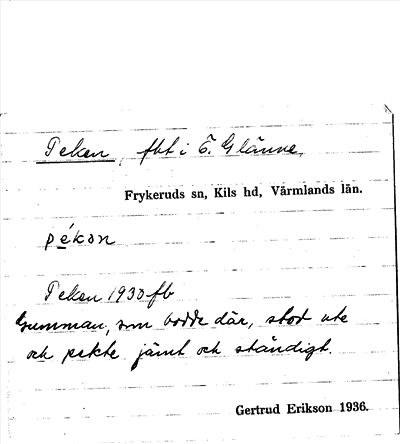 Peken, fbt i Ö. Glänne,
Frykeruds sn, Kils hd, Värmlands län.
pékan
Peken 1930 fb
Gumman, som bodde där, stod ute
och pekte jämt och ständigt.
Gertrud Erikson 1936.